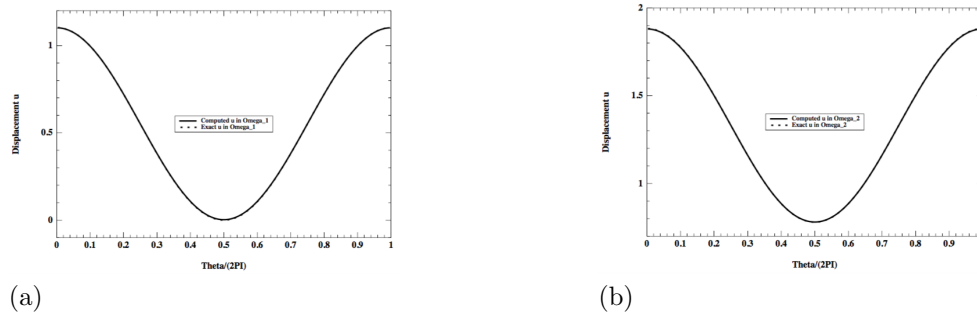 1
0.5
0
Displacement u
Computed u in Omega_1
Exact u in Omega_1
0 0.1 0.2 0.3 0.4 0.5 0.6 0.7 0.8 0.9 1
Theta/(2PI)
(a)
2
1.5
1
Displacement u
Computed u in Omega_2
Exact u in Omega_2
0 0.1 0.2 0.3 0.4 0.5 0.6 0.7 0.8 0.9
Theta/(2PI)
(b)